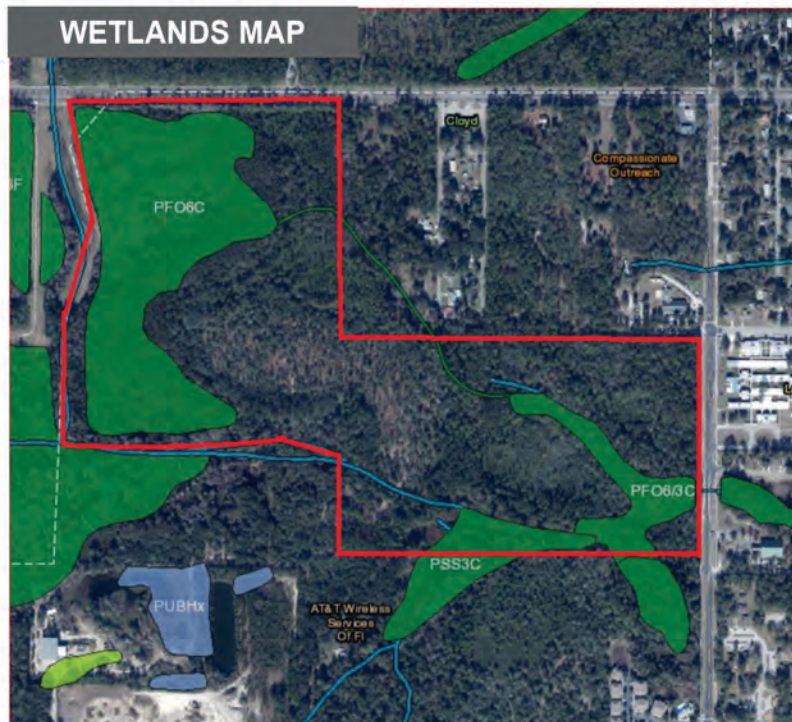 WETLANDS MAP
Cloyd
Compassionate
Outreach
F
PFO6C
L
PFO6/3C
PSS3C
PUBHx
AT&T Wireless
Services
Of Fl